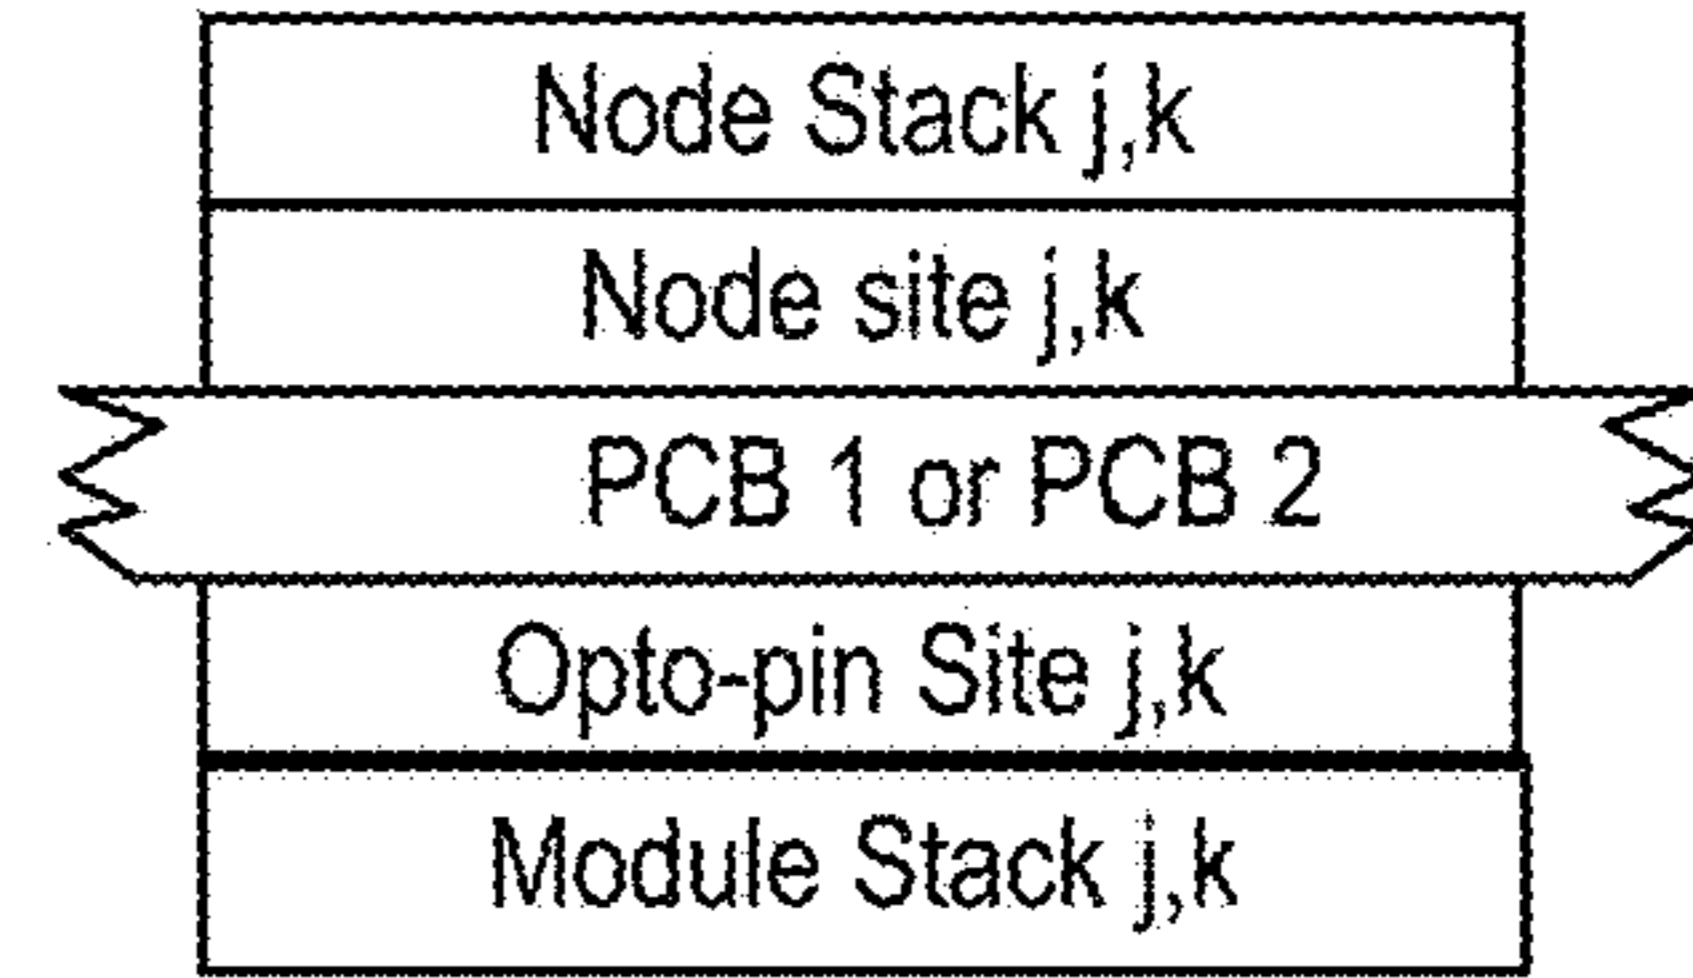 Node Stack j,k
Node site j,k
PCB 1 or PCB 2
Opto-pin Site j,k
Module Stack j,k